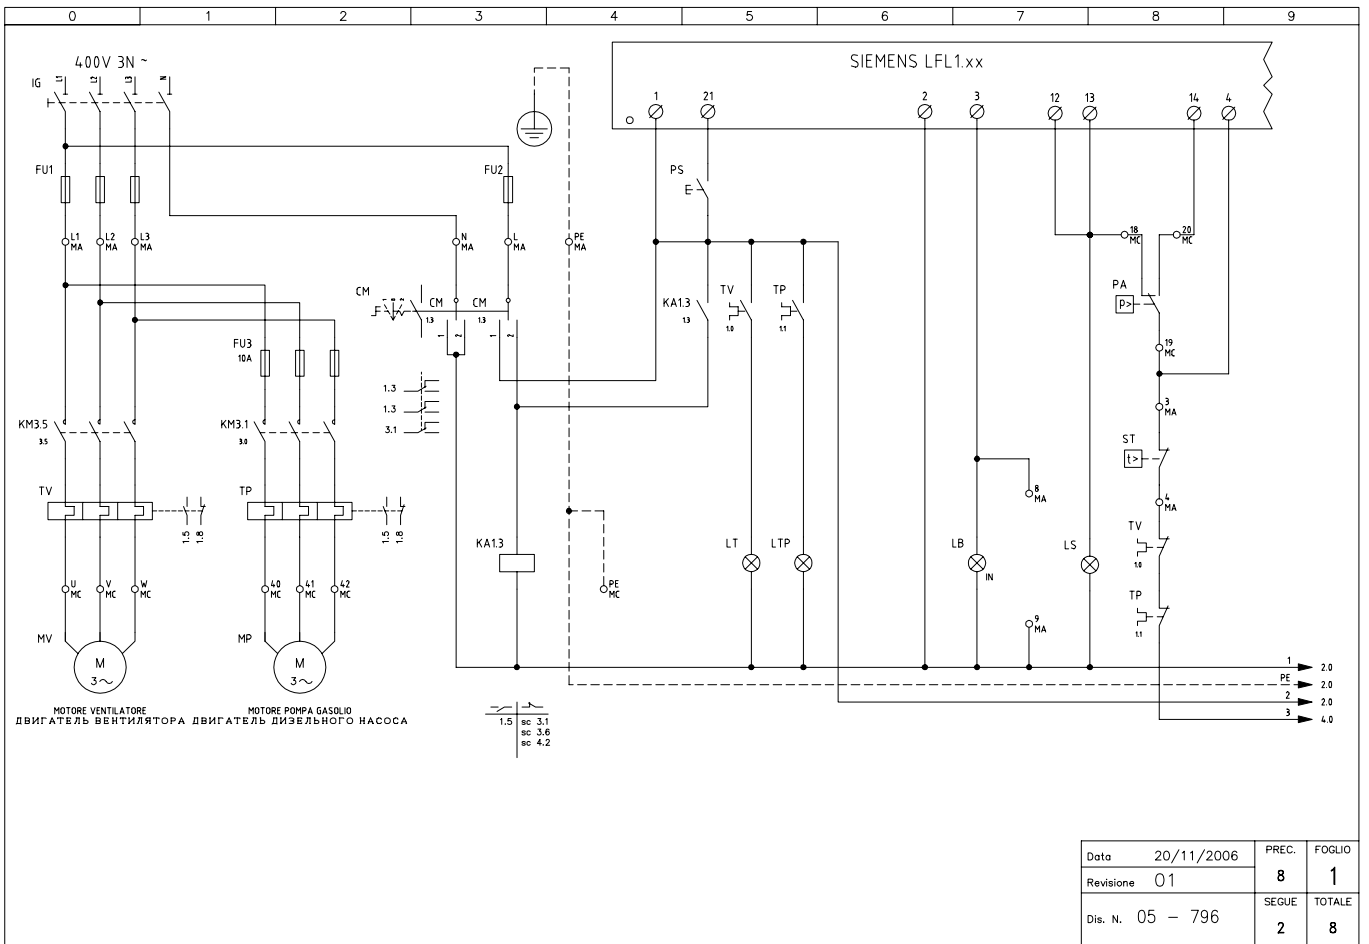 0 1 2 3 4 5 6 7 8 9
400V 3N ~
SIEMENS LFL1.xx
IG L1 L2 L3 N
1 21 2 3 12 13 14 4
FU1 FU2 PS
L1 MA L2 MA L3 MA N MA L MA PE MA 18 MC 20 MC
CM CM 1.3 CM 1.3 KA1.3 1.3 TV 1.0 TP 1.1 PA P>
1 2 1 2
FU3 10A 19 MC
1.3
1.3
3.1
3 MA
KM3.5 3.5 KM3.1 3.0 ST t>
TV 1.5 1.8 TP 1.5 1.8 8 MA 4 MA
KA1.3 LT LTP LB IN LS TV 1.0
U MC V MC W MC 40 MC 41 MC 42 MC PE MC TP 1.1
9 MA
MV M 3~ MP M 3~
1 2.0
PE 2.0
2 2.0
3 4.0
MOTORE VENTILATORE MOTORE POMPA GASOLIO
ДВИГАТЕЛЬ ВЕНТИЛЯТОРА ДВИГАТЕЛЬ ДИЗЕЛЬНОГО НАСОСА
1.5 sc 3.1
sc 3.6
sc 4.2
Data 20/11/2006 PREC. FOGLIO
Revisione 01 8 1
Dis. N. 05 - 796 SEGUE TOTALE
2 8